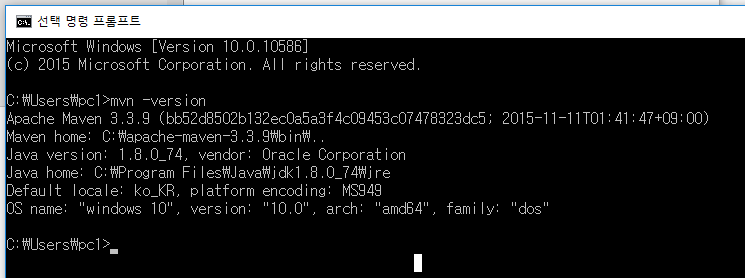 선택 명령 프롬프트
Microsoft Windows [Version 10.0.10586]
(c) 2015 Microsoft Corporation. All rights reserved.
C:₩Users₩pc1>mvn -version
Apache Maven 3.3.9 (bb52d8502b132ec0a5a3f4c09453c07478323dc5; 2015-11-11T01:41:47+09:00)
Maven home: C:₩apache-maven-3.3.9₩bin₩..
Java version: 1.8.0_74, vendor: Oracle Corporation
Java home: C:₩Program Files₩Java₩jdk1.8.0_74₩jre
Default locale: ko_KR, platform encoding: MS949
OS name: "windows 10", version: "10.0", arch: "amd64", family: "dos"
C:₩Users₩pc1>